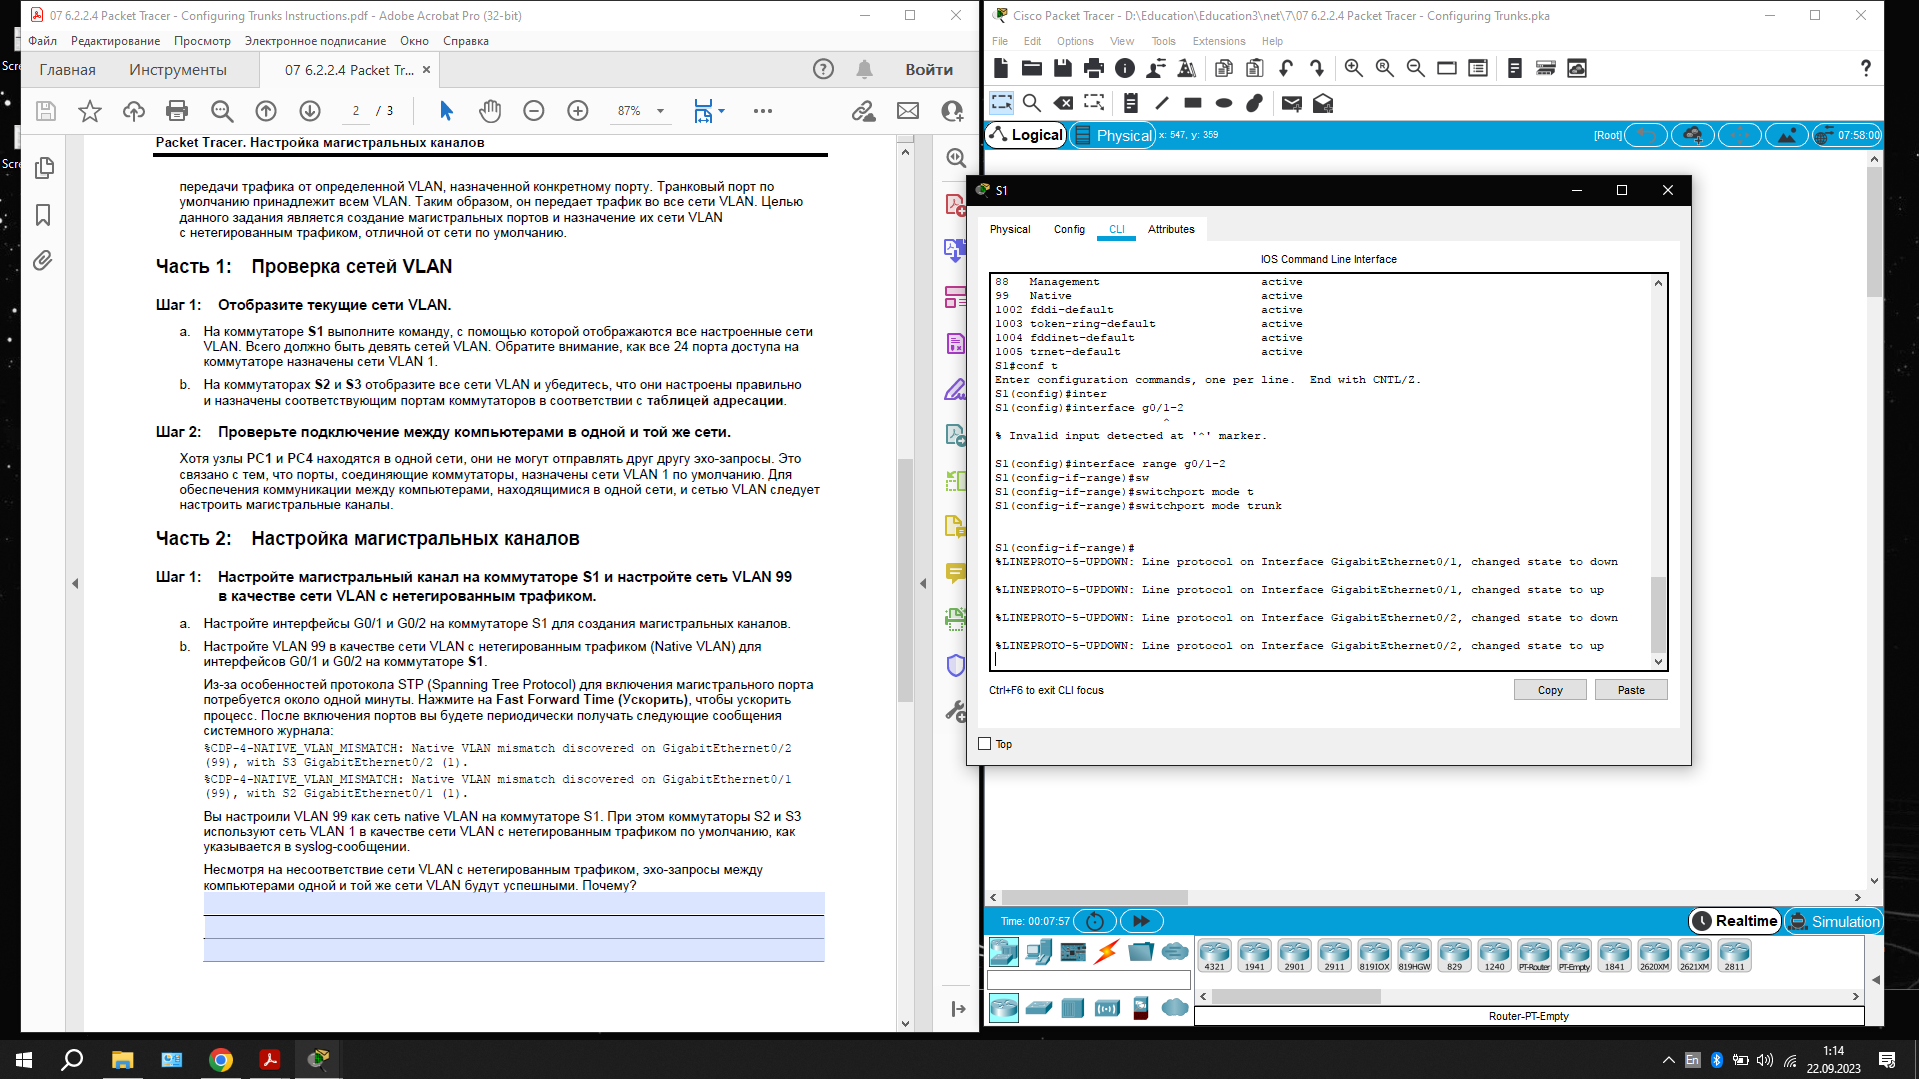 07 6.2.2.4 Packet Tracer - Configuring Trunks Instructions.pdf - Adobe Acrobat Pro (32-bit)
Файл Редактирование Просмотр Электронное подписание Окно Справка
Главная Инструменты 07 6.2.2.4 Packet Tr... × Войти
2 / 3 87%
Packet Tracer. Настройка магистральных каналов
передачи трафика от определенной VLAN, назначенной конкретному порту. Транковый порт по
умолчанию принадлежит всем VLAN. Таким образом, он передает трафик во все сети VLAN. Целью
данного задания является создание магистральных портов и назначение их сети VLAN
с нетегированным трафиком, отличной от сети по умолчанию.
Часть 1: Проверка сетей VLAN
Шаг 1: Отобразите текущие сети VLAN.
a. На коммутаторе S1 выполните команду, с помощью которой отображаются все настроенные сети
VLAN. Всего должно быть девять сетей VLAN. Обратите внимание, как все 24 порта доступа на
коммутаторе назначены сети VLAN 1.
b. На коммутаторах S2 и S3 отобразите все сети VLAN и убедитесь, что они настроены правильно
и назначены соответствующим портам коммутаторов в соответствии с таблицей адресации.
Шаг 2: Проверьте подключение между компьютерами в одной и той же сети.
Хотя узлы PC1 и PC4 находятся в одной сети, они не могут отправлять друг другу эхо-запросы. Это
связано с тем, что порты, соединяющие коммутаторы, назначены сети VLAN 1 по умолчанию. Для
обеспечения коммуникации между компьютерами, находящимися в одной сети, и сетью VLAN следует
настроить магистральные каналы.
Часть 2: Настройка магистральных каналов
Шаг 1: Настройте магистральный канал на коммутаторе S1 и настройте сеть VLAN 99
в качестве сети VLAN с нетегированным трафиком.
a. Настройте интерфейсы G0/1 и G0/2 на коммутаторе S1 для создания магистральных каналов.
b. Настройте VLAN 99 в качестве сети VLAN с нетегированным трафиком (Native VLAN) для
интерфейсов G0/1 и G0/2 на коммутаторе S1.
Из-за особенностей протокола STP (Spanning Tree Protocol) для включения магистрального порта
потребуется около одной минуты. Нажмите на Fast Forward Time (Ускорить), чтобы ускорить
процесс. После включения портов вы будете периодически получать следующие сообщения
системного журнала:
%CDP-4-NATIVE_VLAN_MISMATCH: Native VLAN mismatch discovered on GigabitEthernet0/2
(99), with S3 GigabitEthernet0/2 (1).
%CDP-4-NATIVE_VLAN_MISMATCH: Native VLAN mismatch discovered on GigabitEthernet0/1
(99), with S2 GigabitEthernet0/1 (1).
Вы настроили VLAN 99 как сеть native VLAN на коммутаторе S1. При этом коммутаторы S2 и S3
используют сеть VLAN 1 в качестве сети VLAN с нетегированным трафиком по умолчанию, как
указывается в syslog-сообщении.
Несмотря на несоответствие сети VLAN с нетегированным трафиком, эхо-запросы между
компьютерами одной и той же сети VLAN будут успешными. Почему?
Cisco Packet Tracer - D:\Education\Education3\net\7\07 6.2.2.4 Packet Tracer - Configuring Trunks.pka
File Edit Options View Tools Extensions Help
Logical Physical x: 547, y: 359 [Root] 07:58:00
S1
Physical Config CLI Attributes
IOS Command Line Interface
88 Management active
99 Native active
1002 fddi-default active
1003 token-ring-default active
1004 fddinet-default active
1005 trnet-default active
S1#conf t
Enter configuration commands, one per line. End with CNTL/Z.
S1(config)#inter
S1(config)#interface g0/1-2
^
% Invalid input detected at '^' marker.
S1(config)#interface range g0/1-2
S1(config-if-range)#sw
S1(config-if-range)#switchport mode t
S1(config-if-range)#switchport mode trunk
S1(config-if-range)#
%LINEPROTO-5-UPDOWN: Line protocol on Interface GigabitEthernet0/1, changed state to down
%LINEPROTO-5-UPDOWN: Line protocol on Interface GigabitEthernet0/1, changed state to up
%LINEPROTO-5-UPDOWN: Line protocol on Interface GigabitEthernet0/2, changed state to down
%LINEPROTO-5-UPDOWN: Line protocol on Interface GigabitEthernet0/2, changed state to up
Ctrl+F6 to exit CLI focus Copy Paste
Top
Time: 00:07:57 Realtime Simulation
4321 1941 2901 2911 819IOX 819HGW 829 1240 PT-Router PT-Empty 1841 2620XM 2621XM 2811
Router-PT-Empty
Scre
Scre
En 1:14
22.09.2023